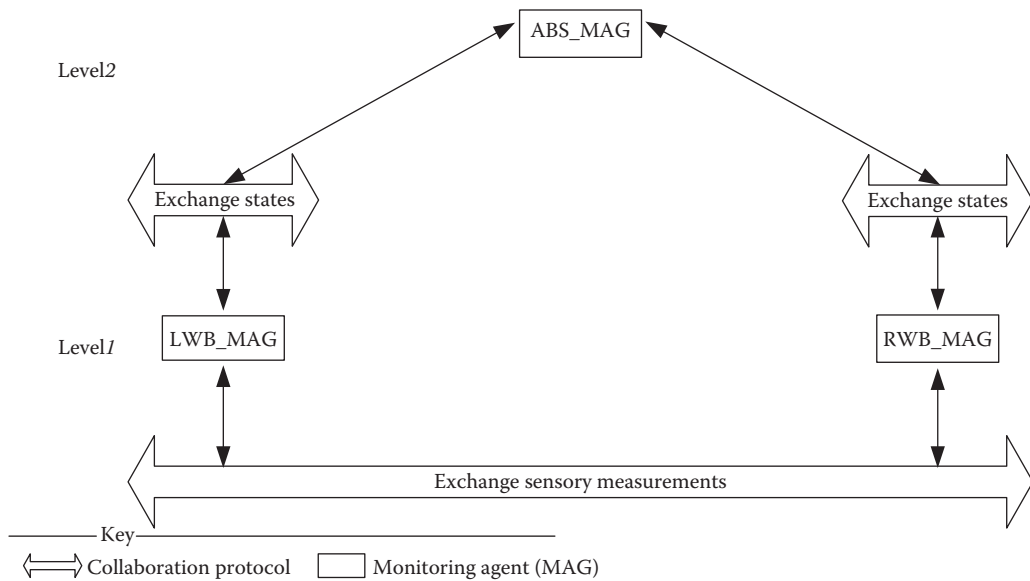 ABS_MAG
Level2
Exchange states
Exchange states
LWB_MAG
RWB_MAG
Level1
Exchange sensory measurements
Key
Collaboration protocol
Monitoring agent (MAG)